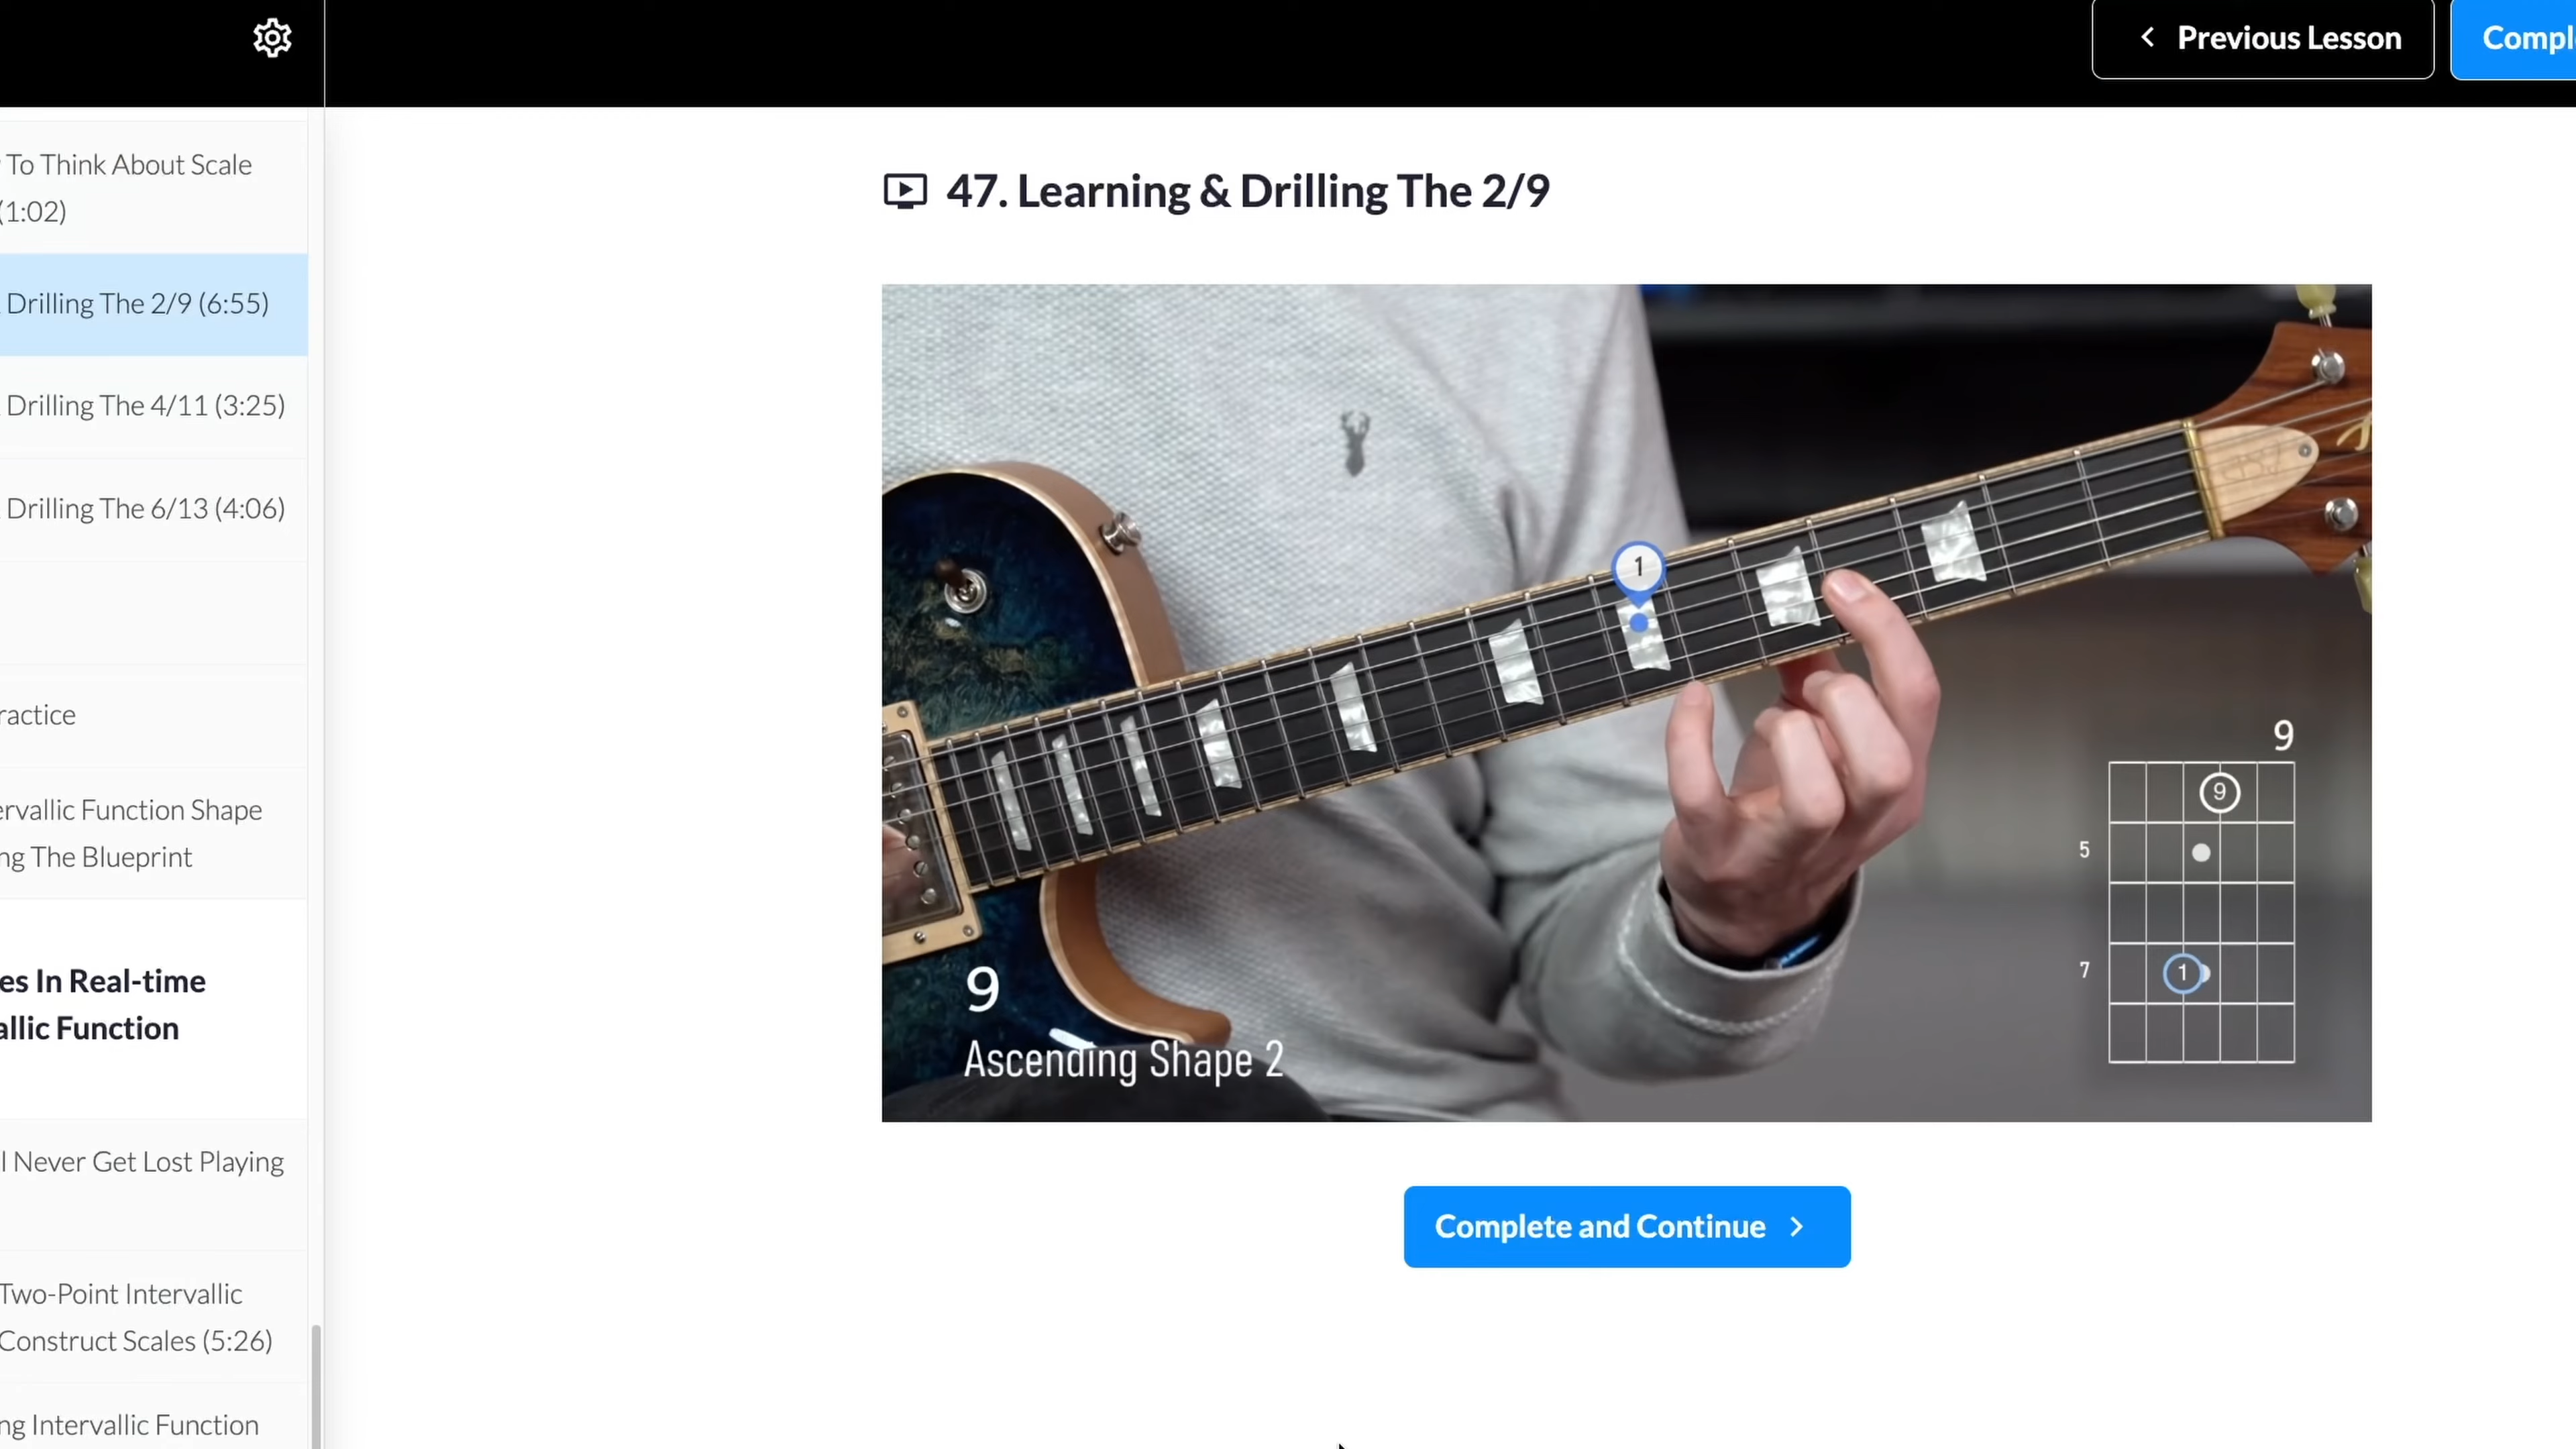 Previous Lesson
To Think About Scale
(1:02)
Drilling The 2/9 (6:55)
Drilling The 4/11 (3:25)
Drilling The 6/13 (4:06)
ractice
ervallic Function Shape
ng The Blueprint
es In Real-time
allic Function
I Never Get Lost Playing
Two-Point Intervallic
Construct Scales (5:26)
ng Intervallic Function
47. Learning & Drilling The 2/9
1
9
Ascending Shape 2
9
9
5
7
1
Complete and Continue